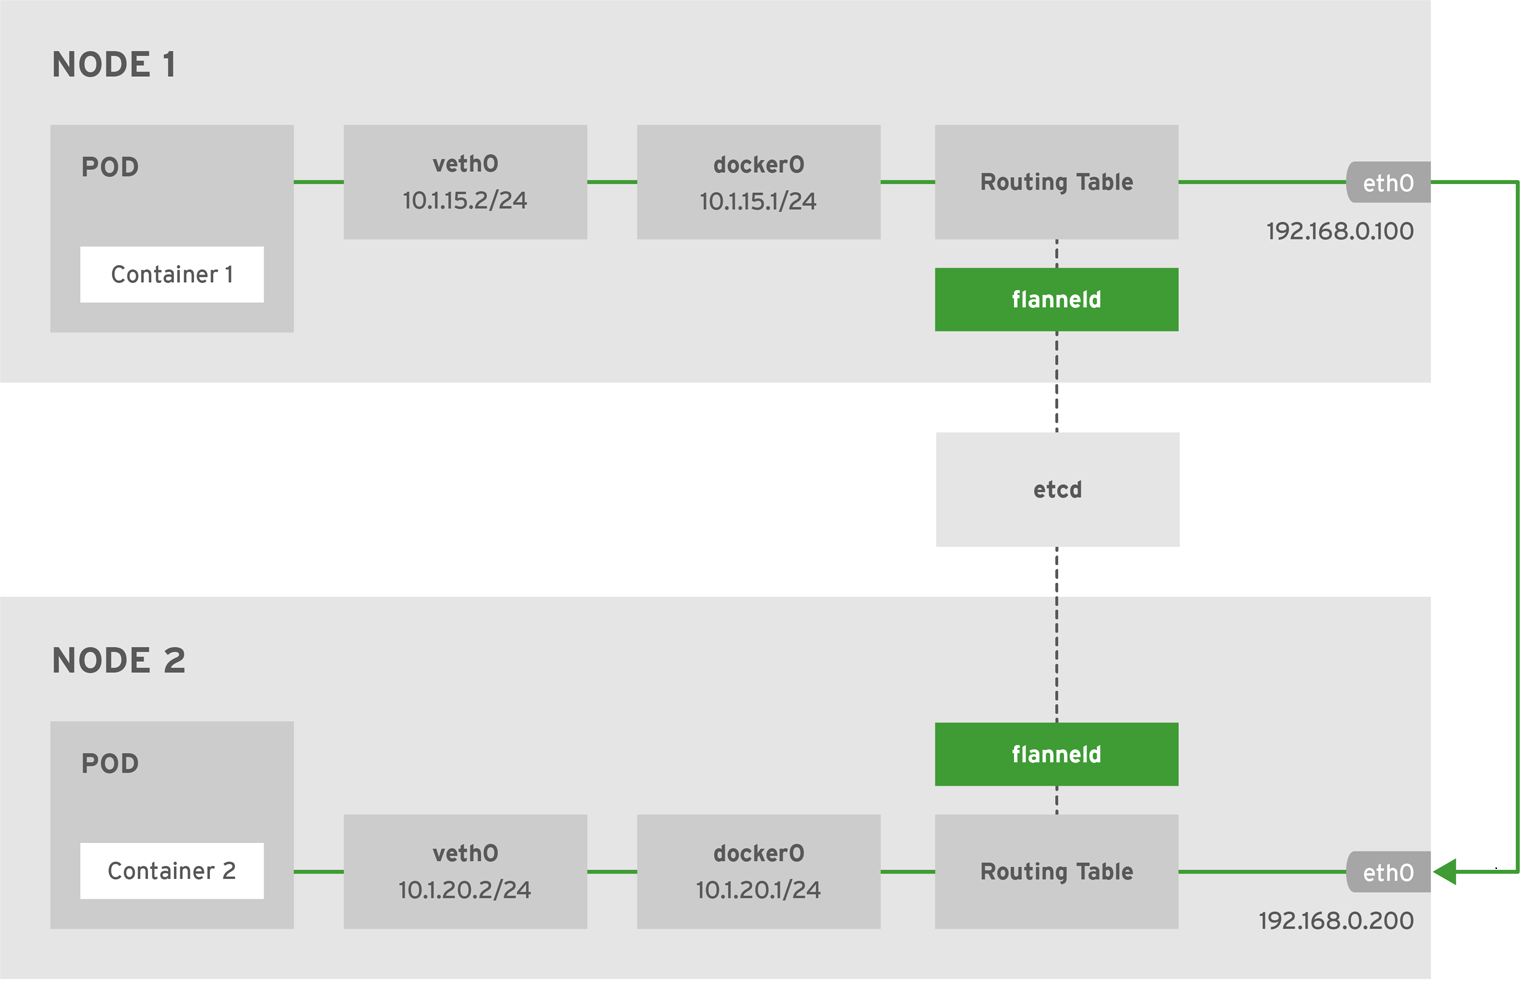 NODE 1
POD
Container 1
veth0
10.1.15.2/24
docker0
10.1.15.1/24
Routing Table
flanneld
eth0
192.168.0.100
etcd
NODE 2
POD
Container 2
veth0
10.1.20.2/24
docker0
10.1.20.1/24
flanneld
Routing Table
eth0
192.168.0.200